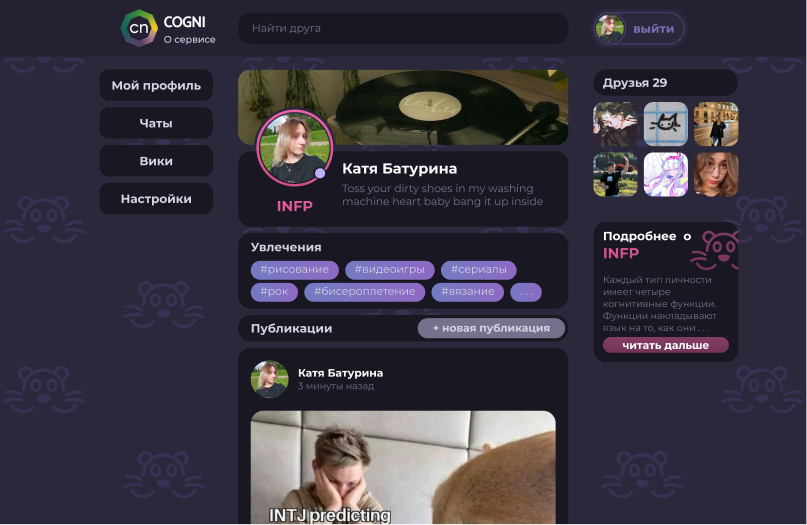 cn
COGNI
О сервисе
Найти друга
выйти
Мой профиль
Чаты
Вики
Настройки
Катя Батурина
Toss your dirty shoes in my washing
machine heart baby bang it up inside
INFP
Увлечения
#рисование #видеоигры #сериалы
#рок #бисероплетение #вязание ...
Публикации
+ новая публикация
Катя Батурина
3 минуты назад
INTJ predicting
Друзья 29
Подробнее о
INFP
Каждый тип личности
имеет четыре
когнитивные функции.
Функции накладывают
язык на то, как они ...
читать дальше